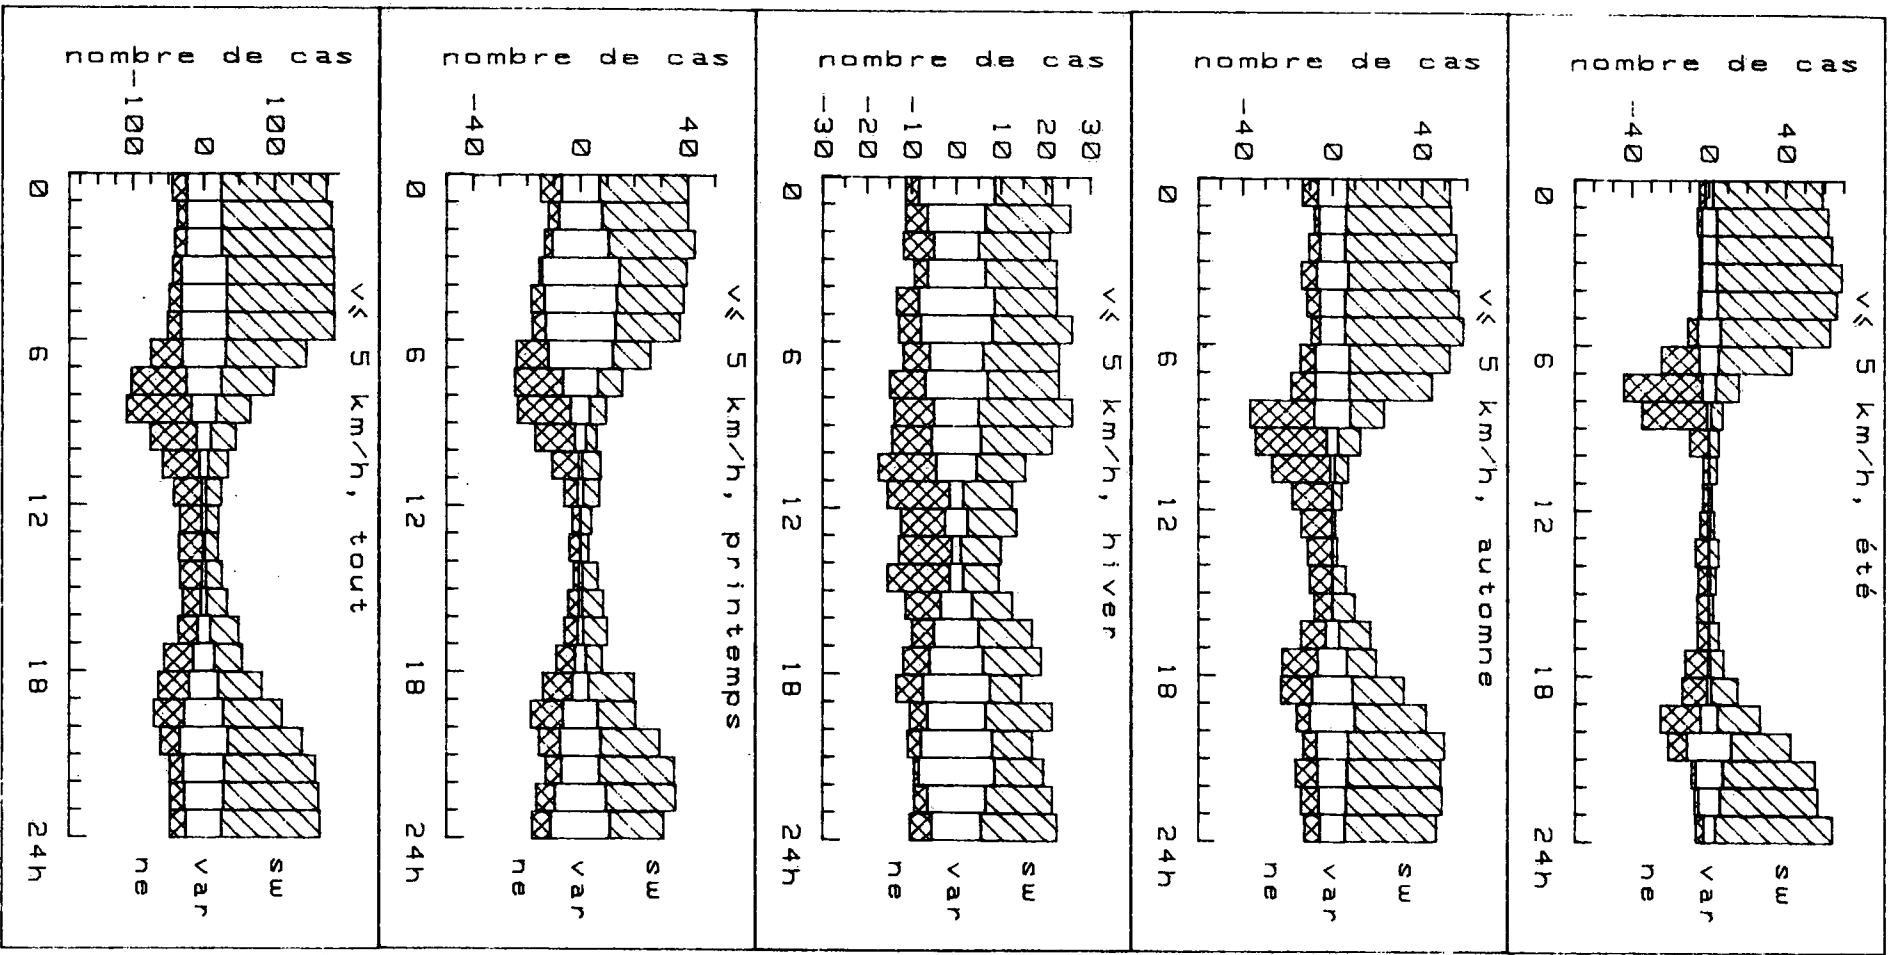 nombre de cas
-100 0 100
0 6 12 18 24h
v≤ 5 km/h, tout
ne var sw
nombre de cas
-40 0 40
0 6 12 18 24h
v≤ 5 km/h, printemps
ne var sw
nombre de cas
-30 -20 -10 0 10 20 30
0 6 12 18 24h
v≤ 5 km/h, hiver
ne var sw
nombre de cas
-40 0 40
0 6 12 18 24h
v≤ 5 km/h, automne
ne var sw
nombre de cas
-40 0 40
0 6 12 18 24h
v≤ 5 km/h, été
ne var sw